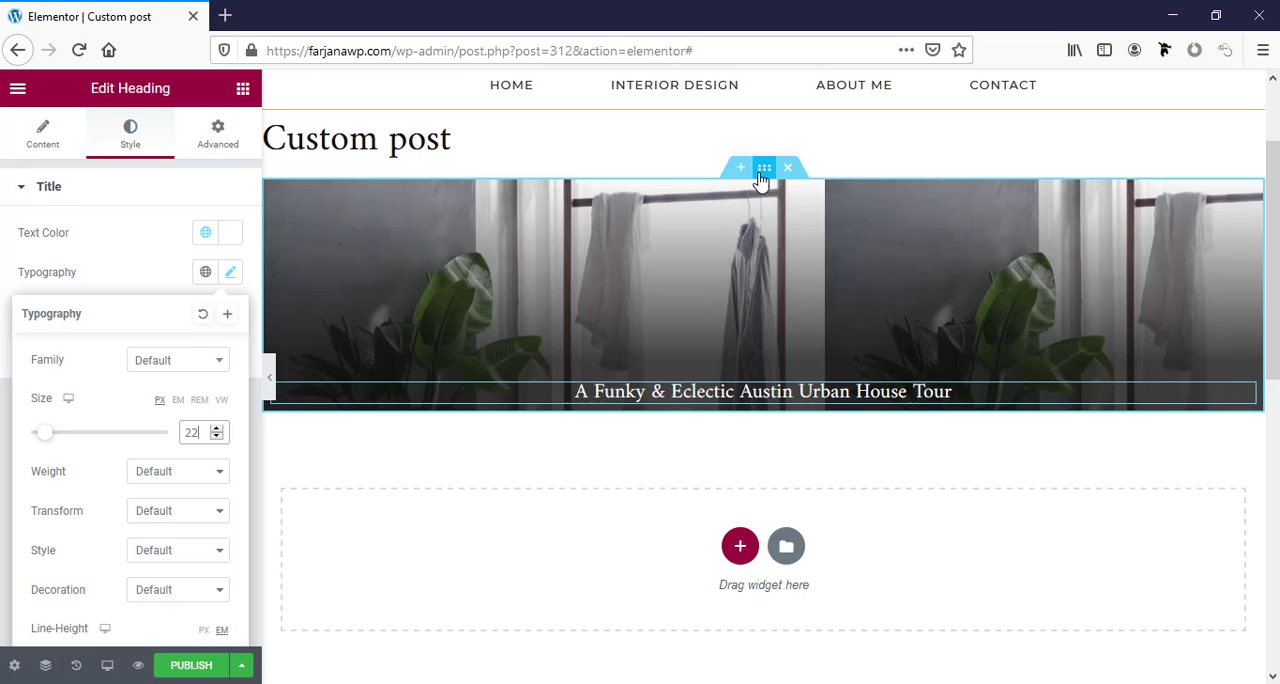 Elementor | Custom post
https://farjanawp.com/wp-admin/post.php?post=312&action=elementor#
Edit Heading
HOME INTERIOR DESIGN ABOUT ME CONTACT
Content Style Advanced
Custom post
Title
Text Color
Typography
Typography
Family Default
Size PX EM REM VW
22
A Funky & Eclectic Austin Urban House Tour
Weight Default
Transform Default
Style Default
Decoration Default
Drag widget here
Line-Height PX EM
PUBLISH